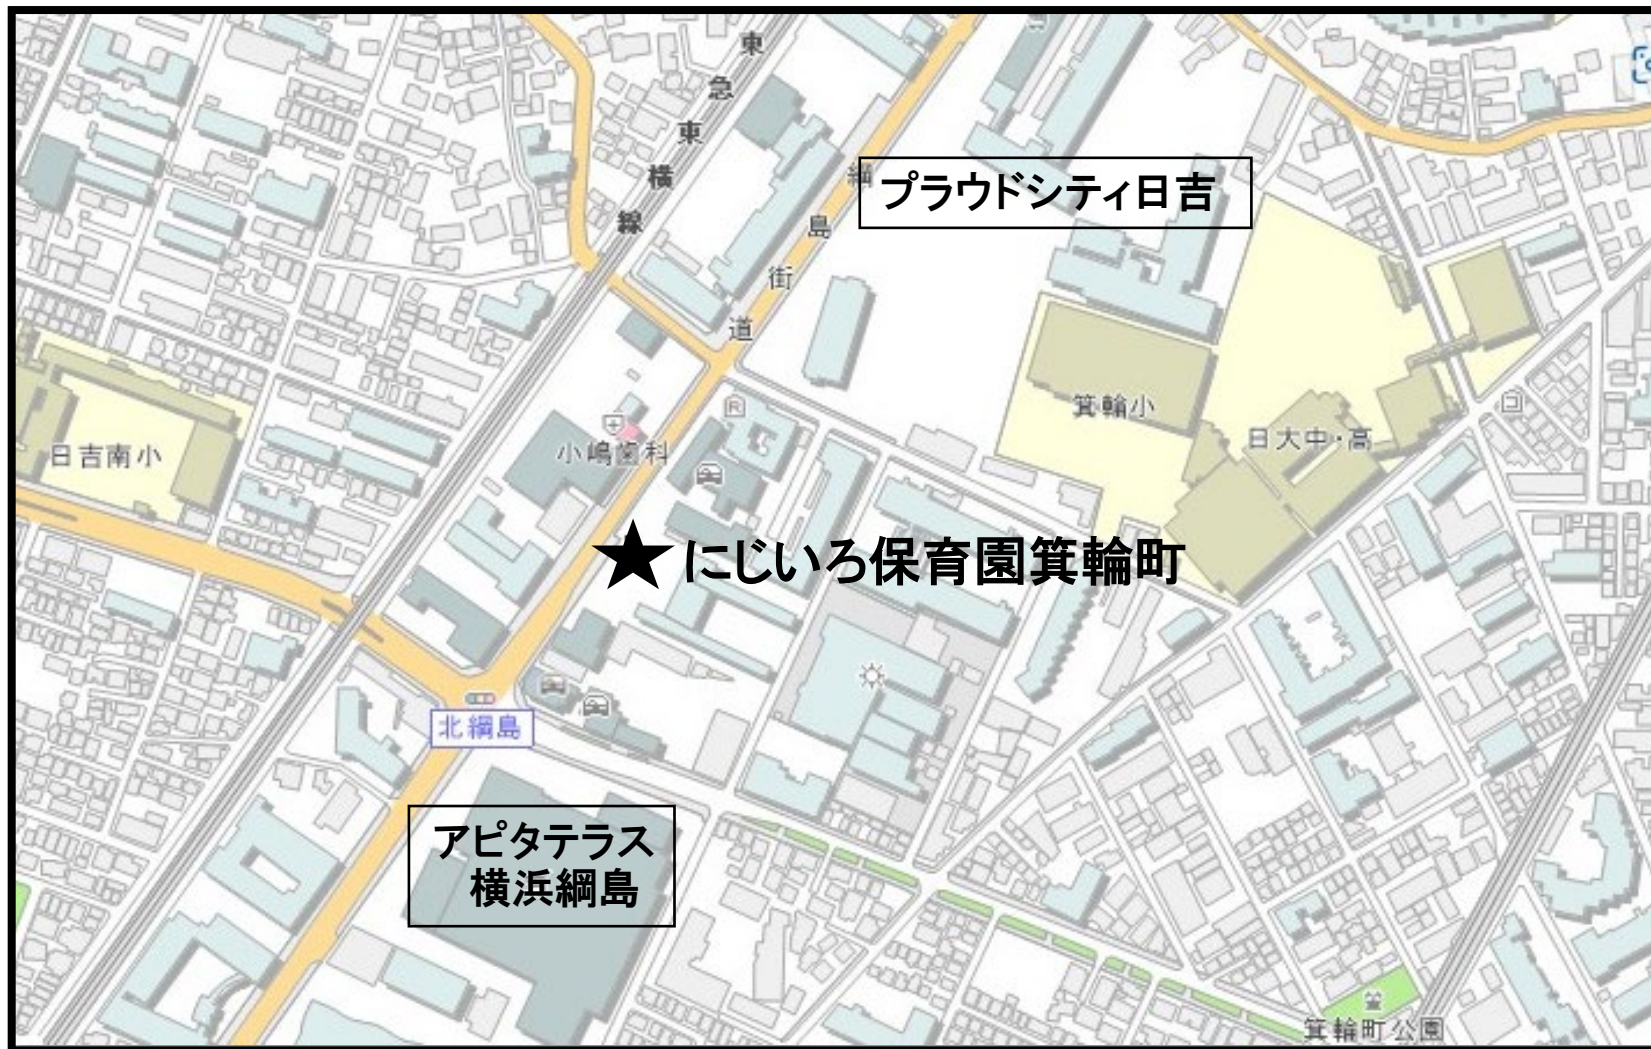 東急東横線
綱島街道
プラウドシティ日吉
箕輪小
日大中・高
日吉南小
小嶋歯科
R
★にじいろ保育園箕輪町
北綱島
アピタテラス
横浜綱島
箕輪町公園